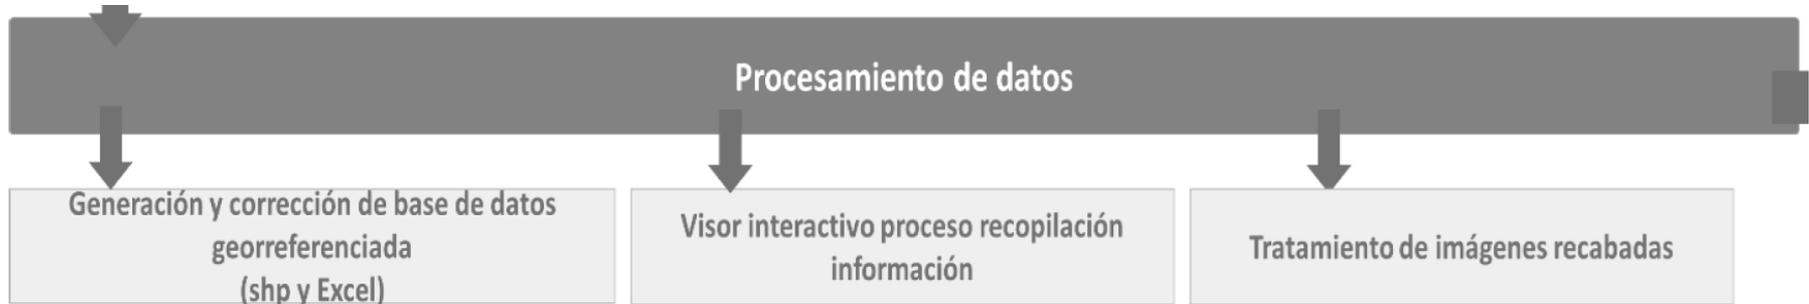 Procesamiento de datos
Generación y corrección de base de datos
georreferenciada
(shp y Excel)
Visor interactivo proceso recopilación
información
Tratamiento de imágenes recabadas